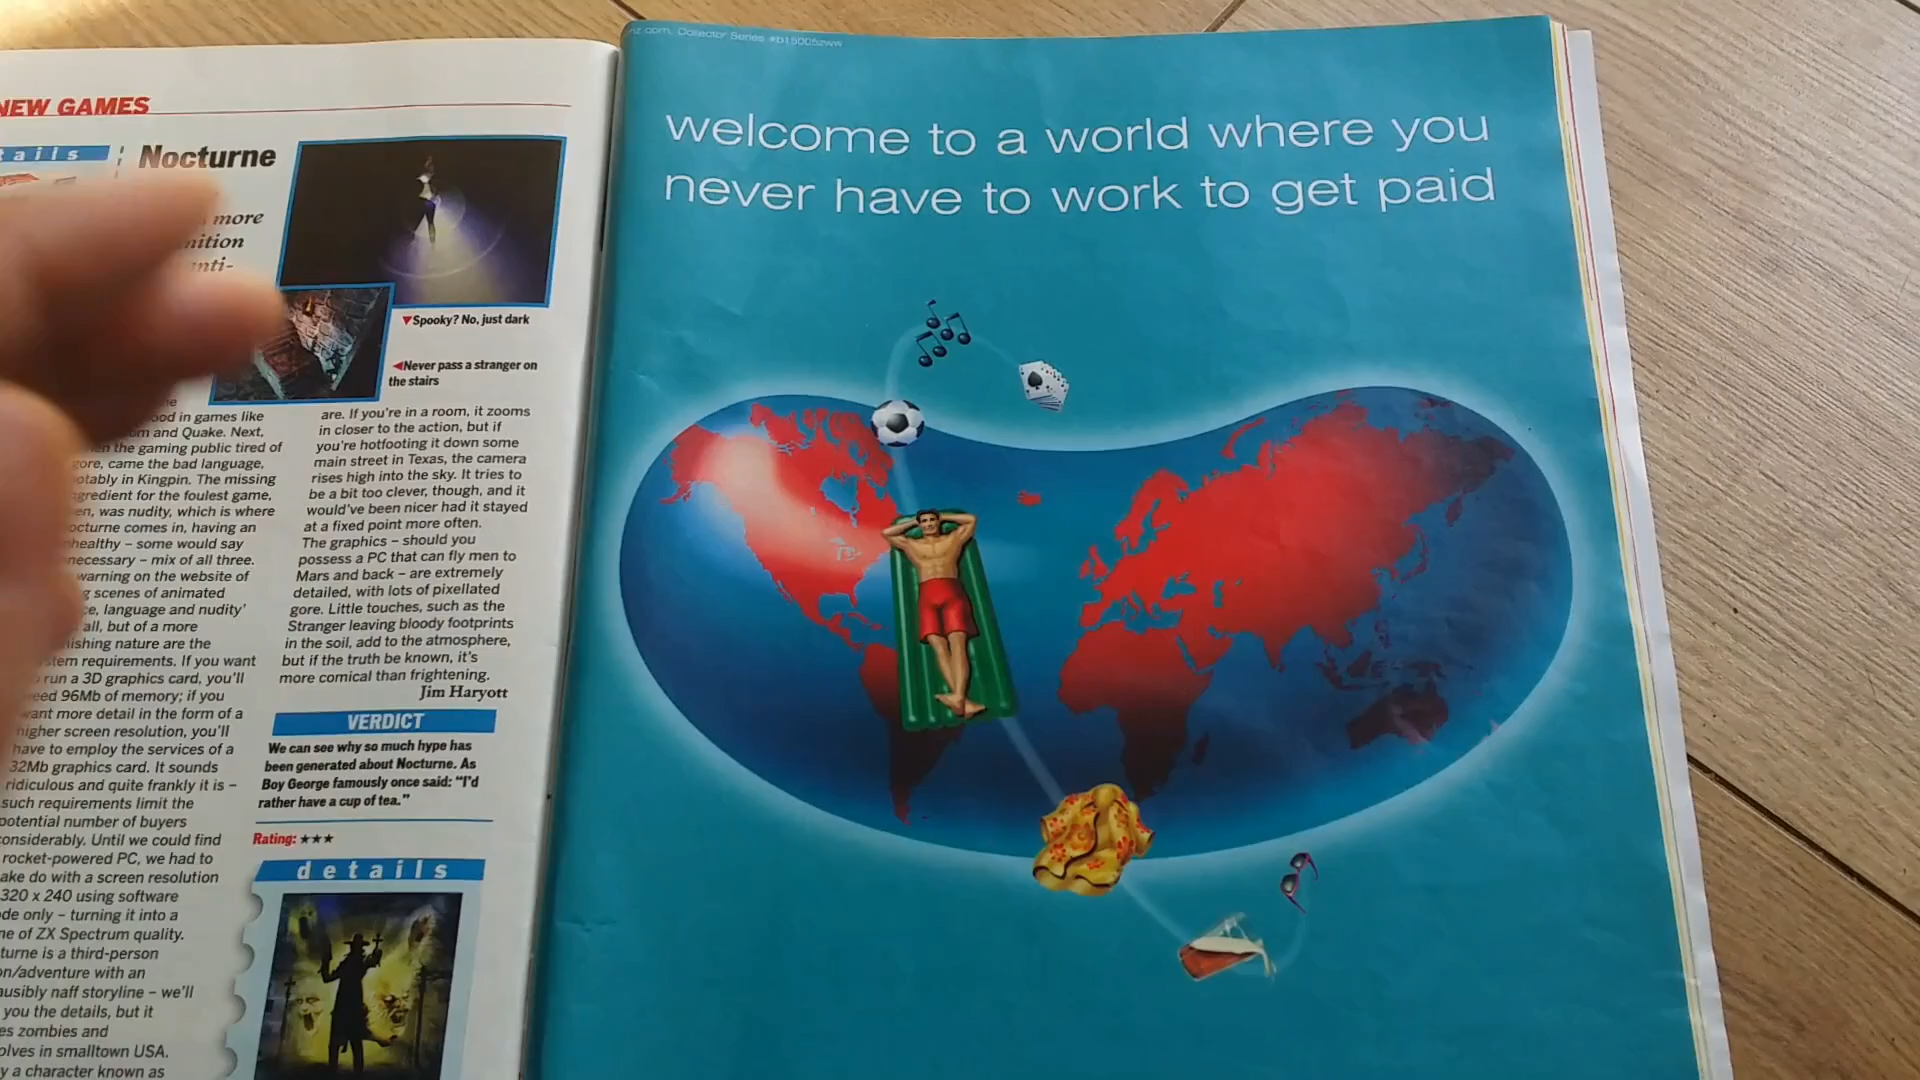 NEW GAMES
Nocturne
more
▼Spooky? No, just dark
◀Never pass a stranger on
the stairs
in games like
and Quake. Next,
the gaming public tired of
gore, came the bad language,
in Kingpin. The missing
for the foulest game,
was nudity, which is where
comes in, having an
– some would say
– mix of all three.
warning on the website of
scenes of animated
language and nudity’
all, but of a more
nature are the
requirements. If you want
run a 3D graphics card, you’ll
96Mb of memory; if you
more detail in the form of a
higher screen resolution, you’ll
have to employ the services of a
32Mb graphics card. It sounds
ridiculous and quite frankly it is –
such requirements limit the
potential number of buyers
Until we could find
rocket-powered PC, we had to
do with a screen resolution
320 x 240 using software
only – turning it into a
of ZX Spectrum quality.
is a third-person
with an
naff storyline – we’ll
you the details, but it
zombies and
in smalltown USA.
a character known as
are. If you’re in a room, it zooms
in closer to the action, but if
you’re hotfooting it down some
main street in Texas, the camera
rises high into the sky. It tries to
be a bit too clever, though, and it
would’ve been nicer had it stayed
at a fixed point more often.
The graphics – should you
possess a PC that can fly men to
Mars and back – are extremely
detailed, with lots of pixellated
gore. Little touches, such as the
Stranger leaving bloody footprints
in the soil, add to the atmosphere,
but if the truth be known, it’s
more comical than frightening.
Jim Haryott
VERDICT
We can see why so much hype has
been generated about Nocturne. As
Boy George famously once said: “I’d
rather have a cup of tea.”
Rating: ★★★
details
Collector Series #b15005zww
welcome to a world where you
never have to work to get paid